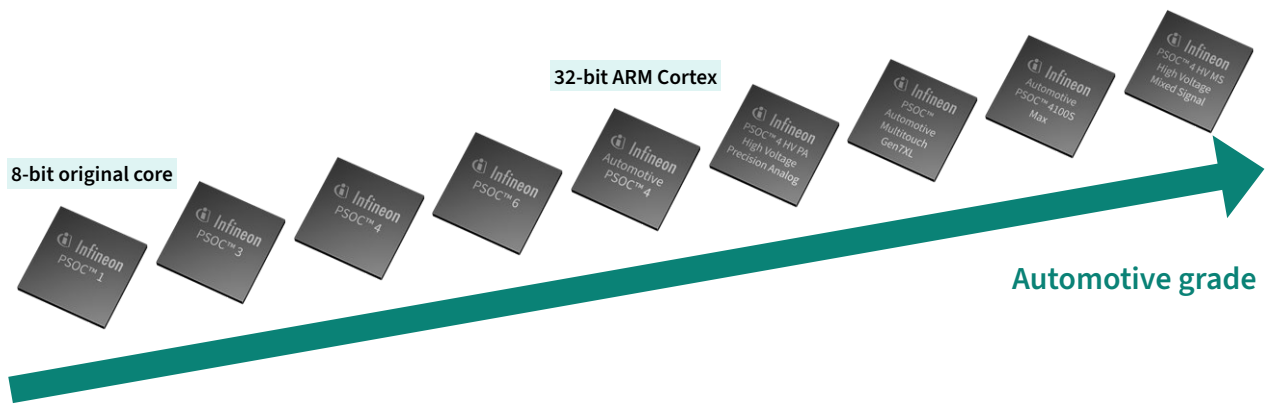 8-bit original core
32-bit ARM Cortex
Infineon
PSOC™ 1
Infineon
PSOC™ 3
Infineon
PSOC™ 4
Infineon
PSOC™ 6
Infineon
Automotive
PSOC™ 4
Infineon
PSOC™ 4 HV PA
High Voltage
Precision Analog
Infineon
PSOC™
Automotive
Multitouch
Gen7XL
Infineon
Automotive
PSOC™ 4100S
Max
Infineon
PSOC™ 4 HV MS
High Voltage
Mixed Signal
Automotive grade